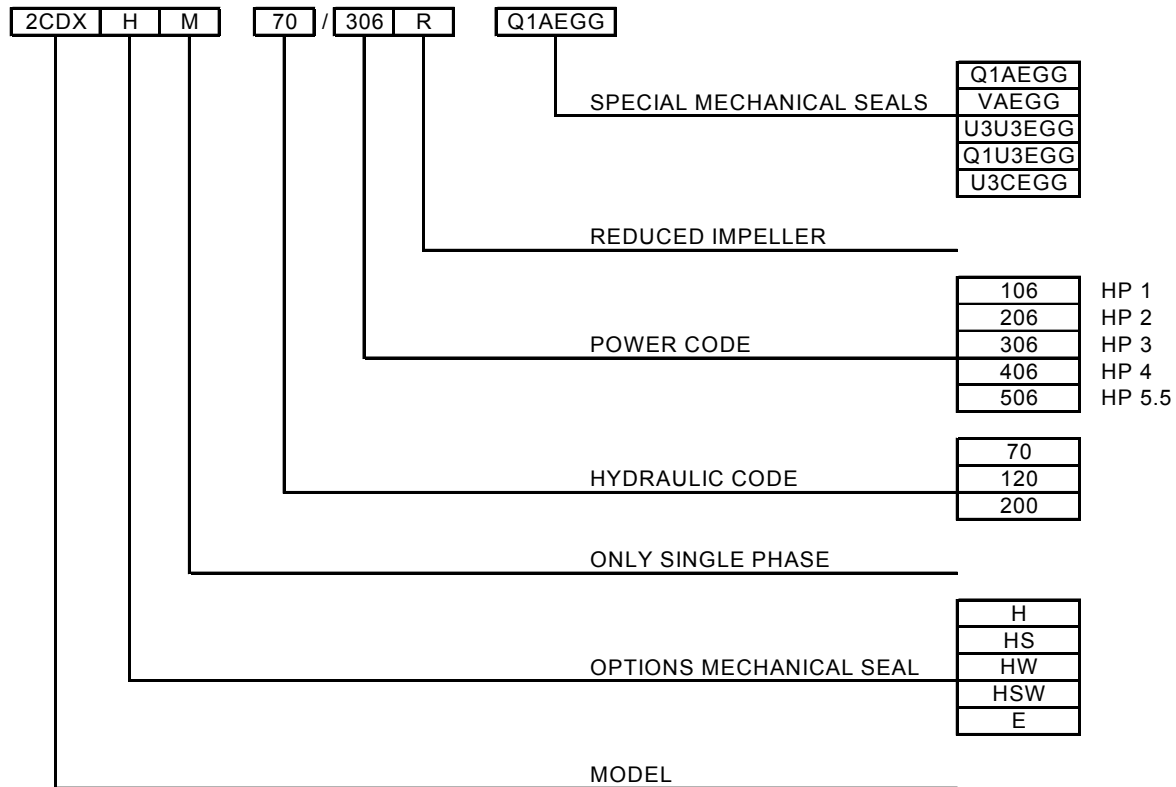 2CDX H M 70 / 306 R Q1AEGG
Q1AEGG
SPECIAL MECHANICAL SEALS VAEGG
U3U3EGG
Q1U3EGG
U3CEGG
REDUCED IMPELLER
106 HP 1
206 HP 2
POWER CODE 306 HP 3
406 HP 4
506 HP 5.5
70
HYDRAULIC CODE 120
200
ONLY SINGLE PHASE
H
HS
OPTIONS MECHANICAL SEAL HW
HSW
E
MODEL